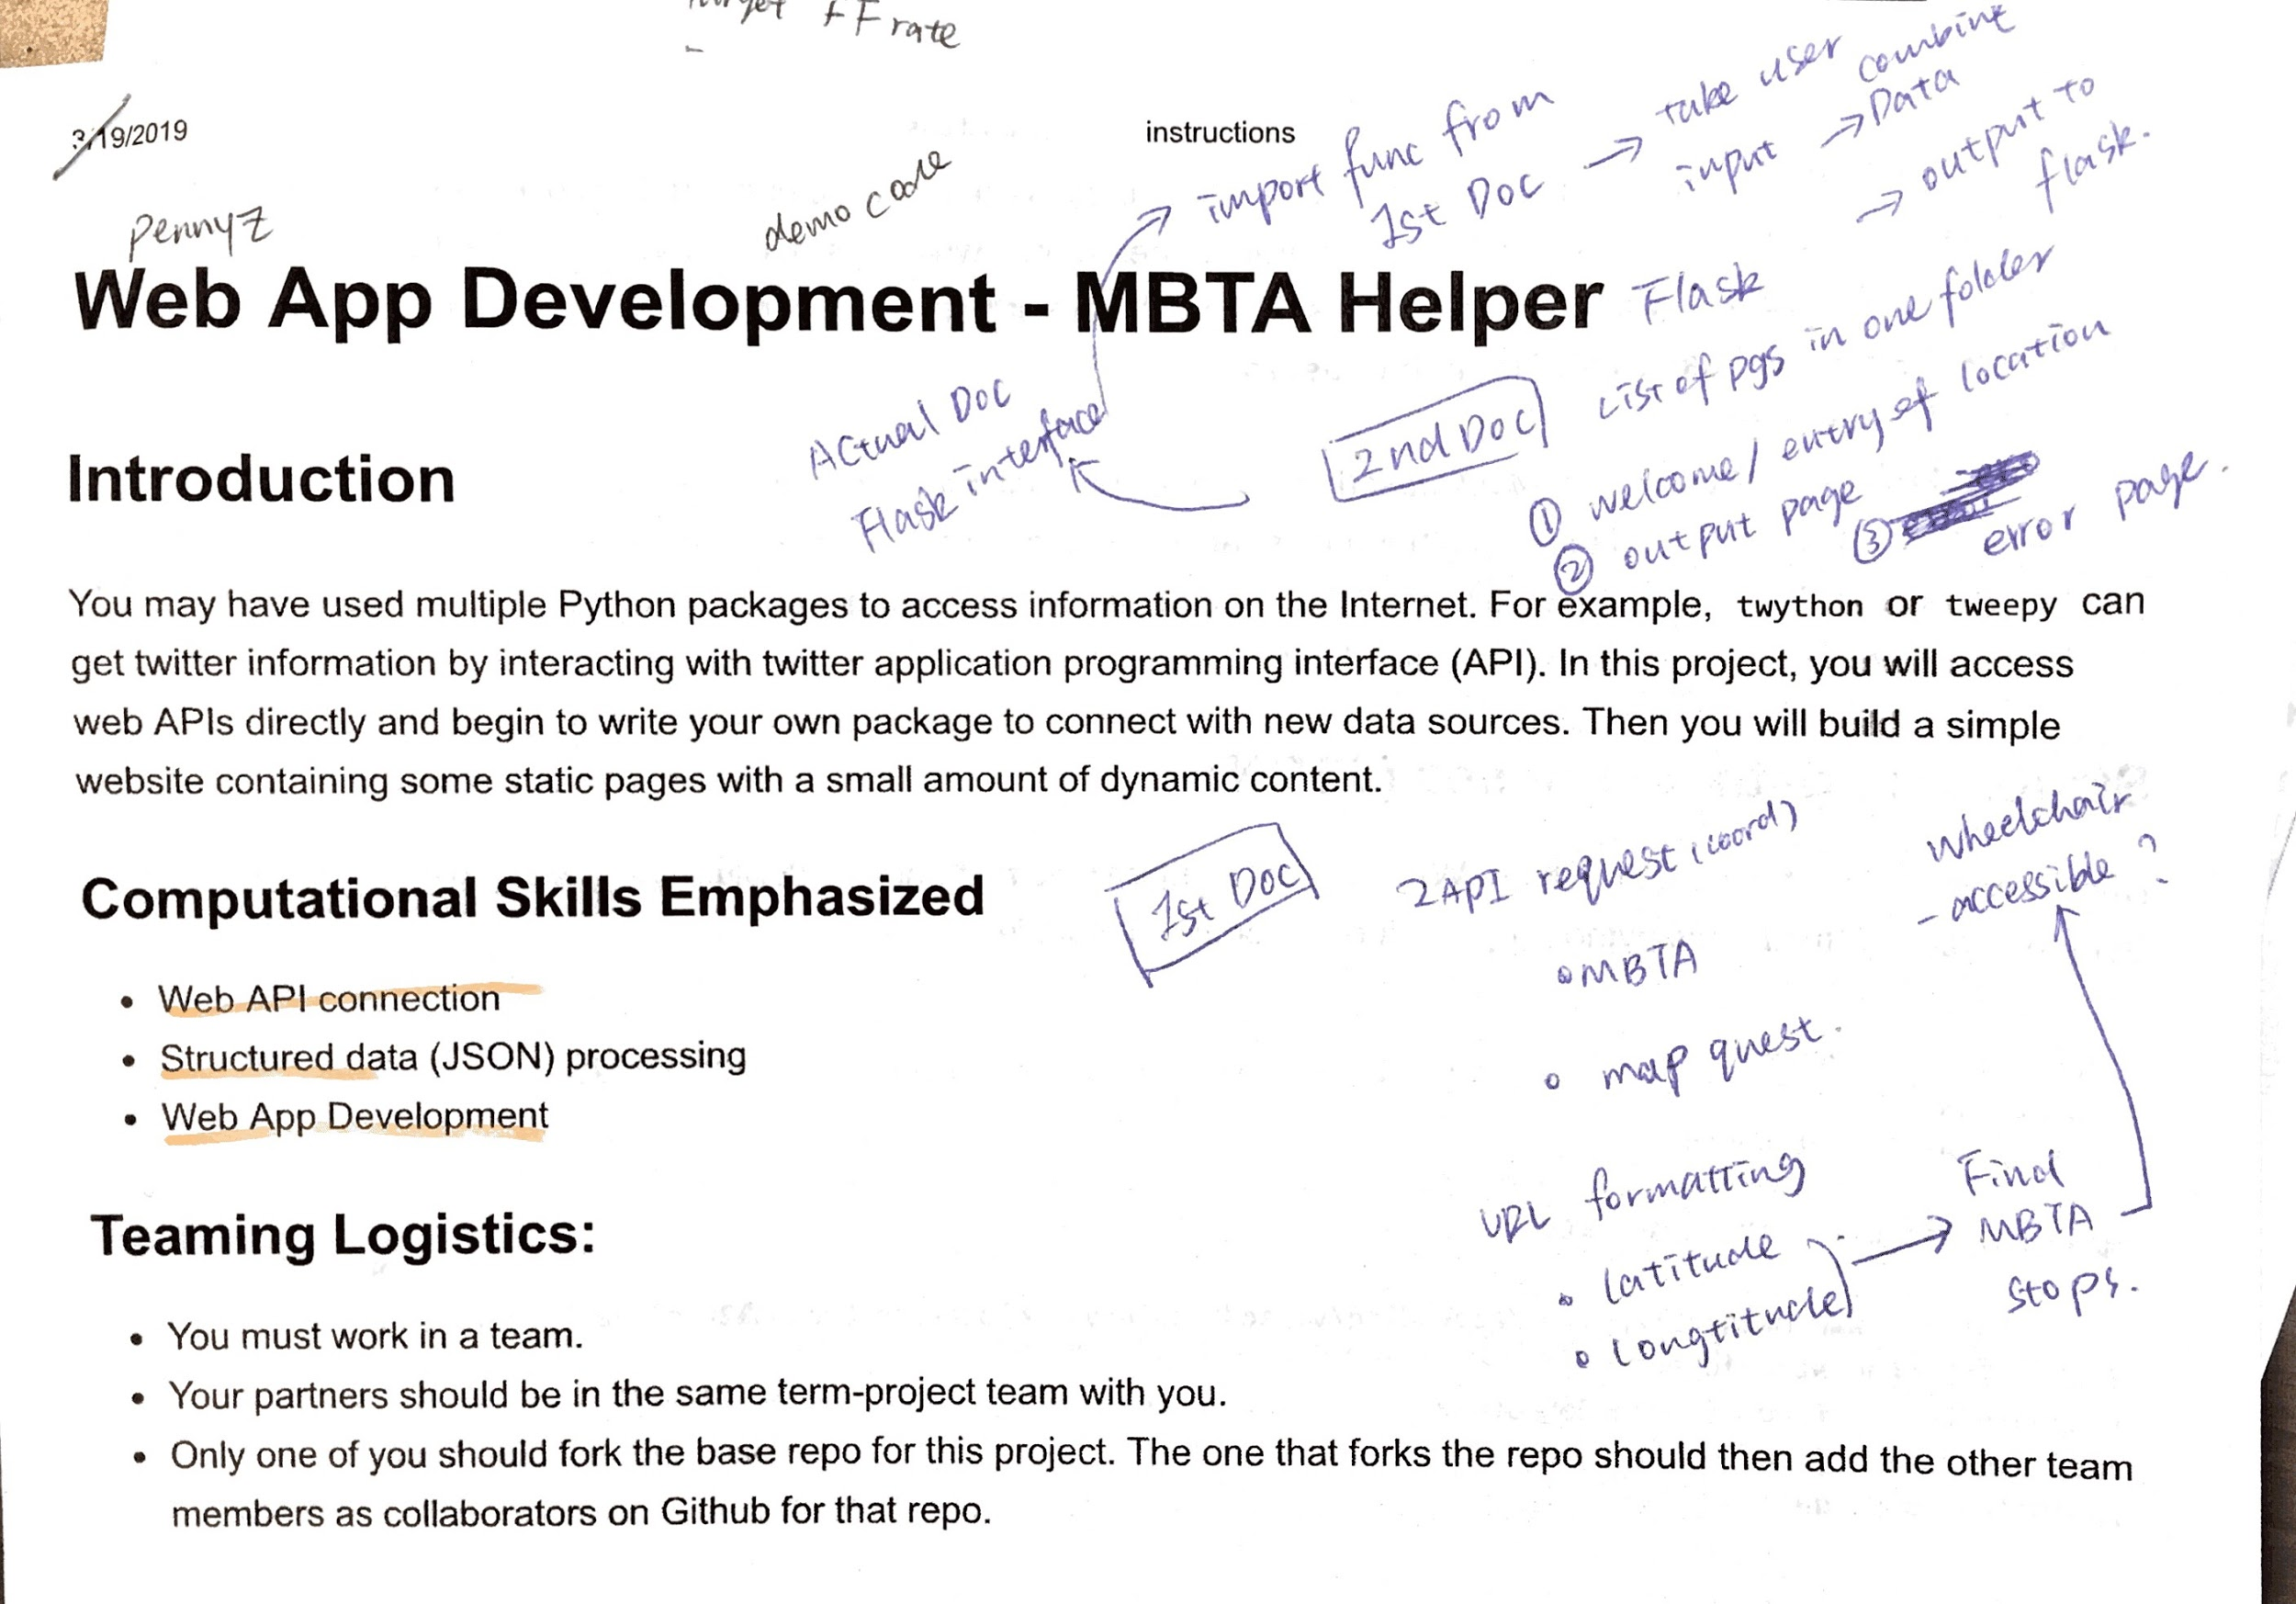 FF rate
3/19/2019
instructions
Pennyz
demo code
import func from
1st Doc → take user
input → combine
Data
→ output to
flask.
Web App Development - MBTA Helper
Flask
Actual Doc
Flask interface
2nd Doc
List of pgs in one folder
① welcome / entry of location
② output page
③ error page.
Introduction
You may have used multiple Python packages to access information on the Internet. For example, twython or tweepy can
get twitter information by interacting with twitter application programming interface (API). In this project, you will access
web APIs directly and begin to write your own package to connect with new data sources. Then you will build a simple
website containing some static pages with a small amount of dynamic content.
Computational Skills Emphasized
1st Doc
2 API request (coord)
• MBTA
• map quest.
wheelchair
- accessible ?
• Web API connection
• Structured data (JSON) processing
• Web App Development
URL formatting
• latitude
• longtitude
→ Find
MBTA
stops.
Teaming Logistics:
• You must work in a team.
• Your partners should be in the same term-project team with you.
• Only one of you should fork the base repo for this project. The one that forks the repo should then add the other team
members as collaborators on Github for that repo.